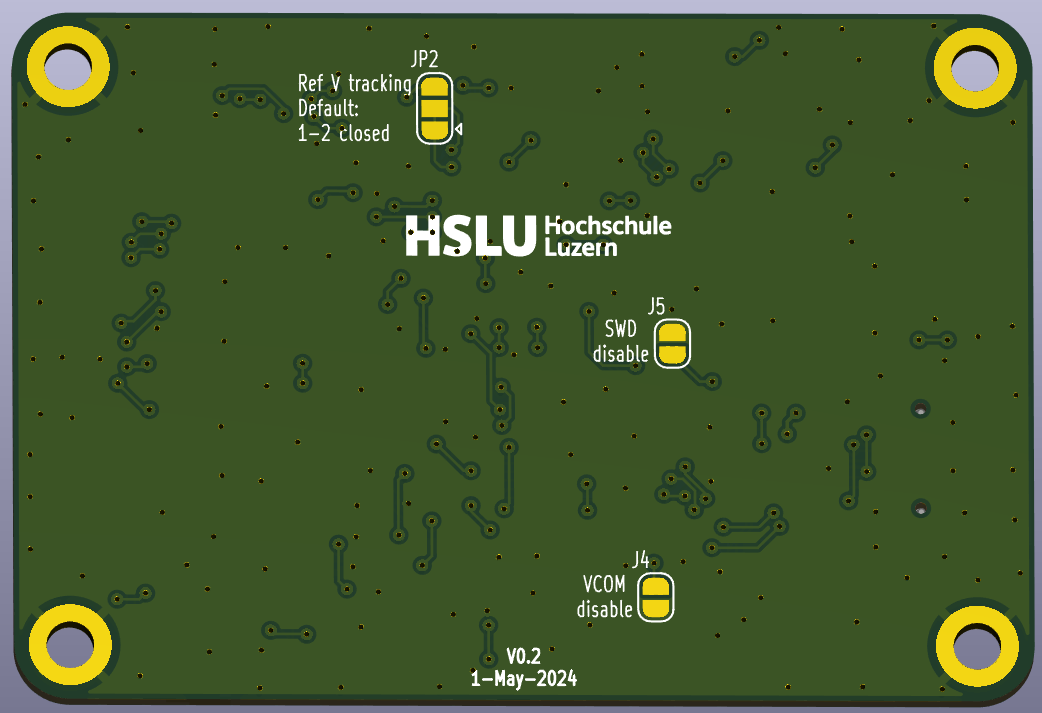 JP2
Ref V tracking
Default:
1-2 closed
HSLU Hochschule
Luzern
J5
SWD
disable
J4
VCOM
disable
V0.2
1-May-2024